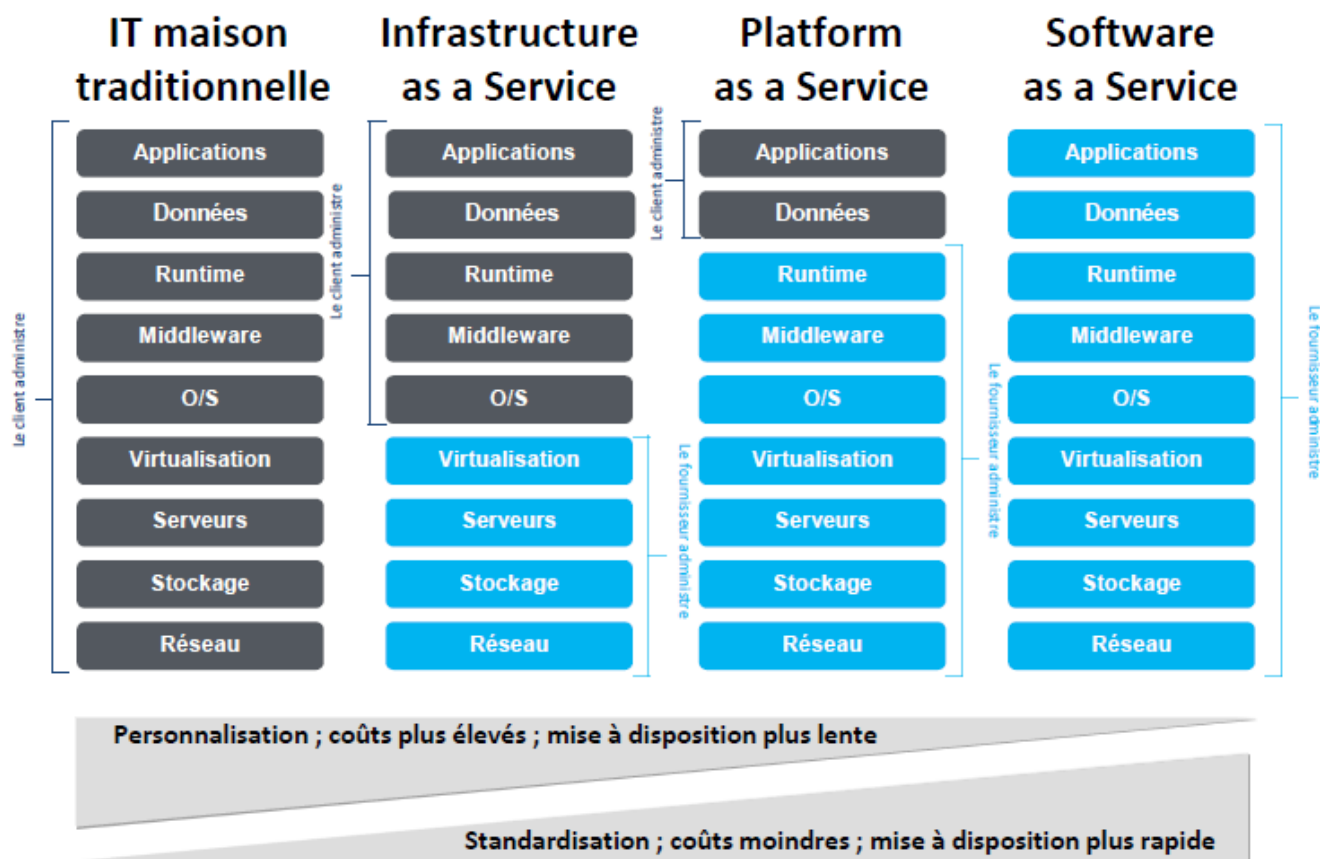 IT maison
traditionnelle
Infrastructure
as a Service
Platform
as a Service
Software
as a Service
Le client administre
Applications
Données
Runtime
Middleware
O/S
Virtualisation
Serveurs
Stockage
Réseau
Le client administre
Applications
Données
Runtime
Middleware
O/S
Virtualisation
Serveurs
Stockage
Réseau
Le fournisseur administre
Le client administre
Applications
Données
Runtime
Middleware
O/S
Virtualisation
Serveurs
Stockage
Réseau
Le fournisseur administre
Applications
Données
Runtime
Middleware
O/S
Virtualisation
Serveurs
Stockage
Réseau
Le fournisseur administre
Personnalisation ; coûts plus élevés ; mise à disposition plus lente
Standardisation ; coûts moindres ; mise à disposition plus rapide